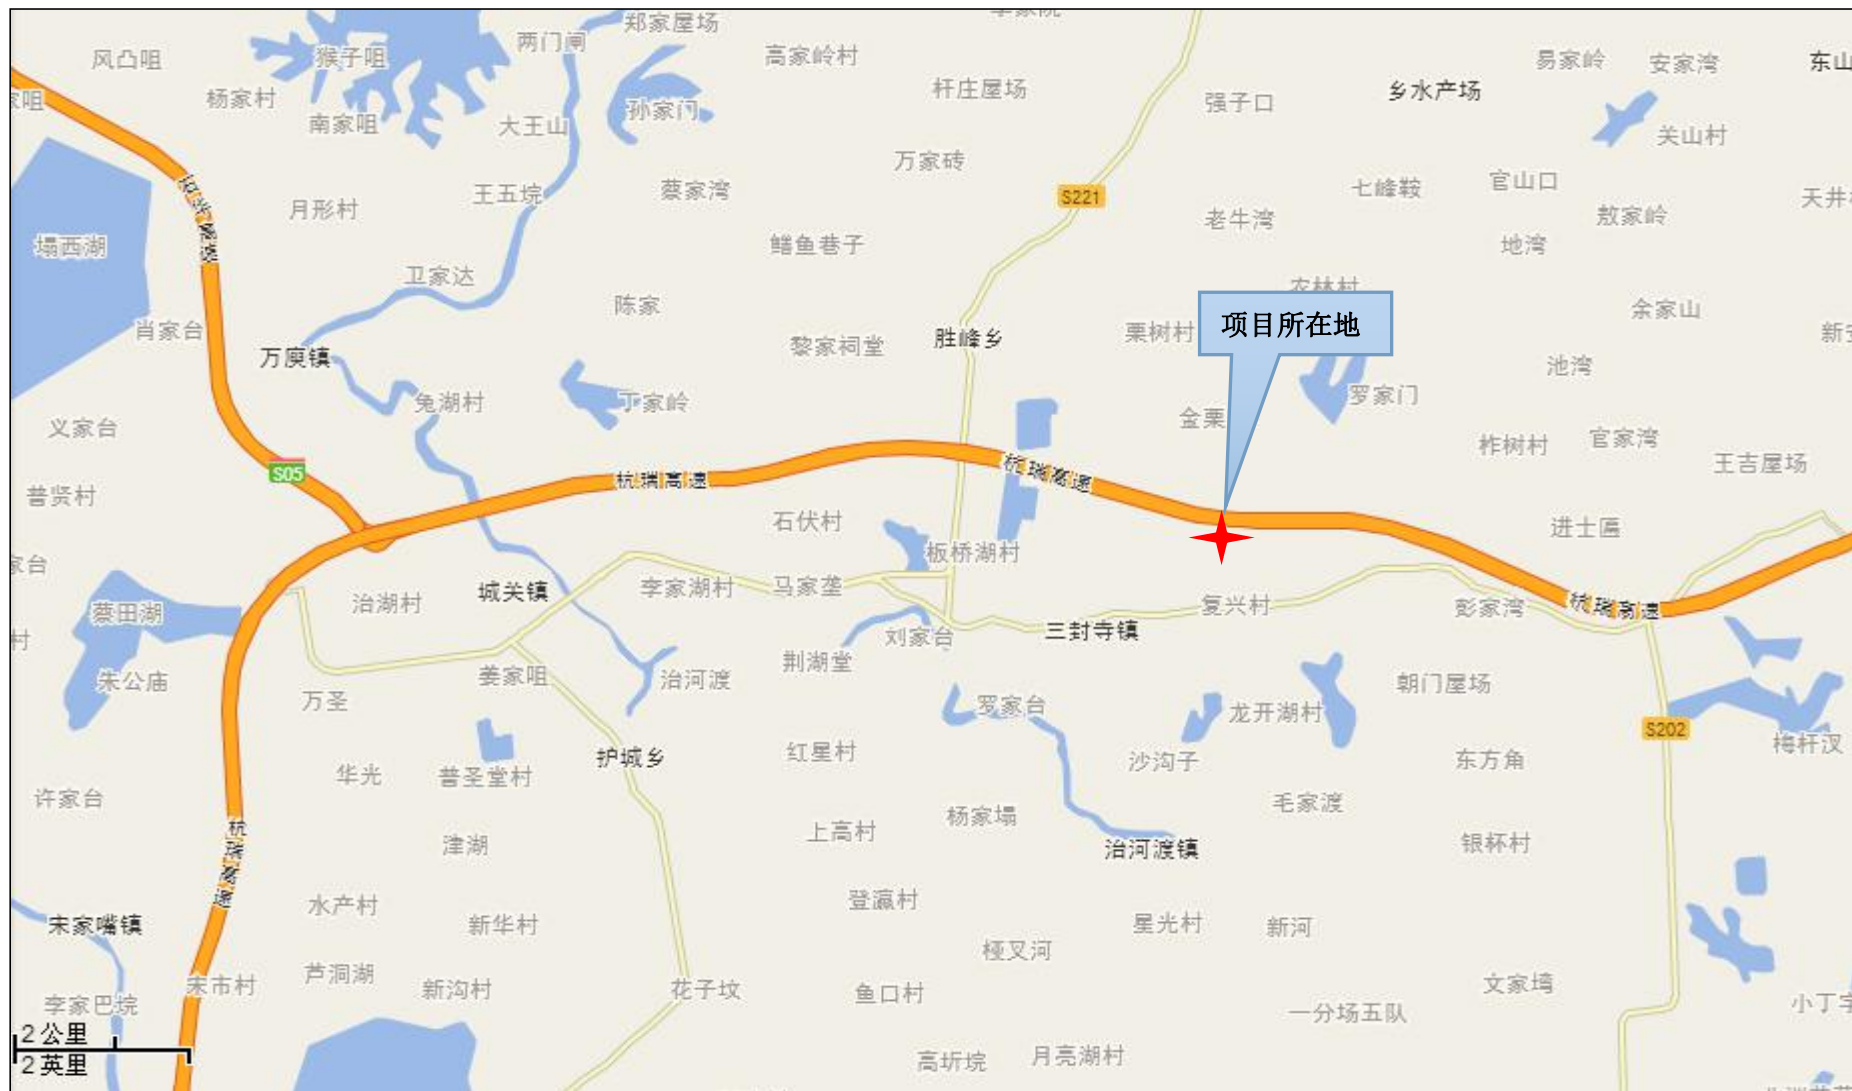 郑家屋场
两门闸
风凸咀
猴子咀
高家岭村
易家岭
安家湾
东山
家咀
杨家村
杆庄屋场
强子口
乡水产场
南家咀
大王山
孙家门
关山村
万家砖
王五垸
蔡家湾
S221
七峰鞍
官山口
天井
月形村
老牛湾
敖家岭
塌西湖
鳝鱼巷子
地湾
卫家达
农林村
陈家
余家山
肖家台
项目所在地
胜峰乡
栗树村
新安
万庾镇
黎家祠堂
池湾
兔湖村
丁家岭
罗家门
金栗
义家台
柞树村
官家湾
王吉屋场
S05
杭瑞高速
杭瑞高速
普贤村
石伏村
进士匾
板桥湖村
家台
城关镇
李家湖村
马家垄
治湖村
复兴村
彭家湾
杭瑞高速
蔡田湖
村
刘家台
三封寺镇
荆湖堂
朱公庙
姜家咀
治河渡
朝门屋场
万圣
罗家台
龙开湖村
S202
梅杆汊
护城乡
红星村
沙沟子
东方角
华光
普圣堂村
许家台
毛家渡
杨家塌
杭瑞高速
上高村
津湖
治河渡镇
银杯村
登瀛村
水产村
宋家嘴镇
新华村
星光村
新河
桠叉河
芦洞湖
宋市村
新沟村
花子坟
鱼口村
文家塆
李家巴垸
小丁字
一分场五队
2公里
2英里
高圻垸
月亮湖村